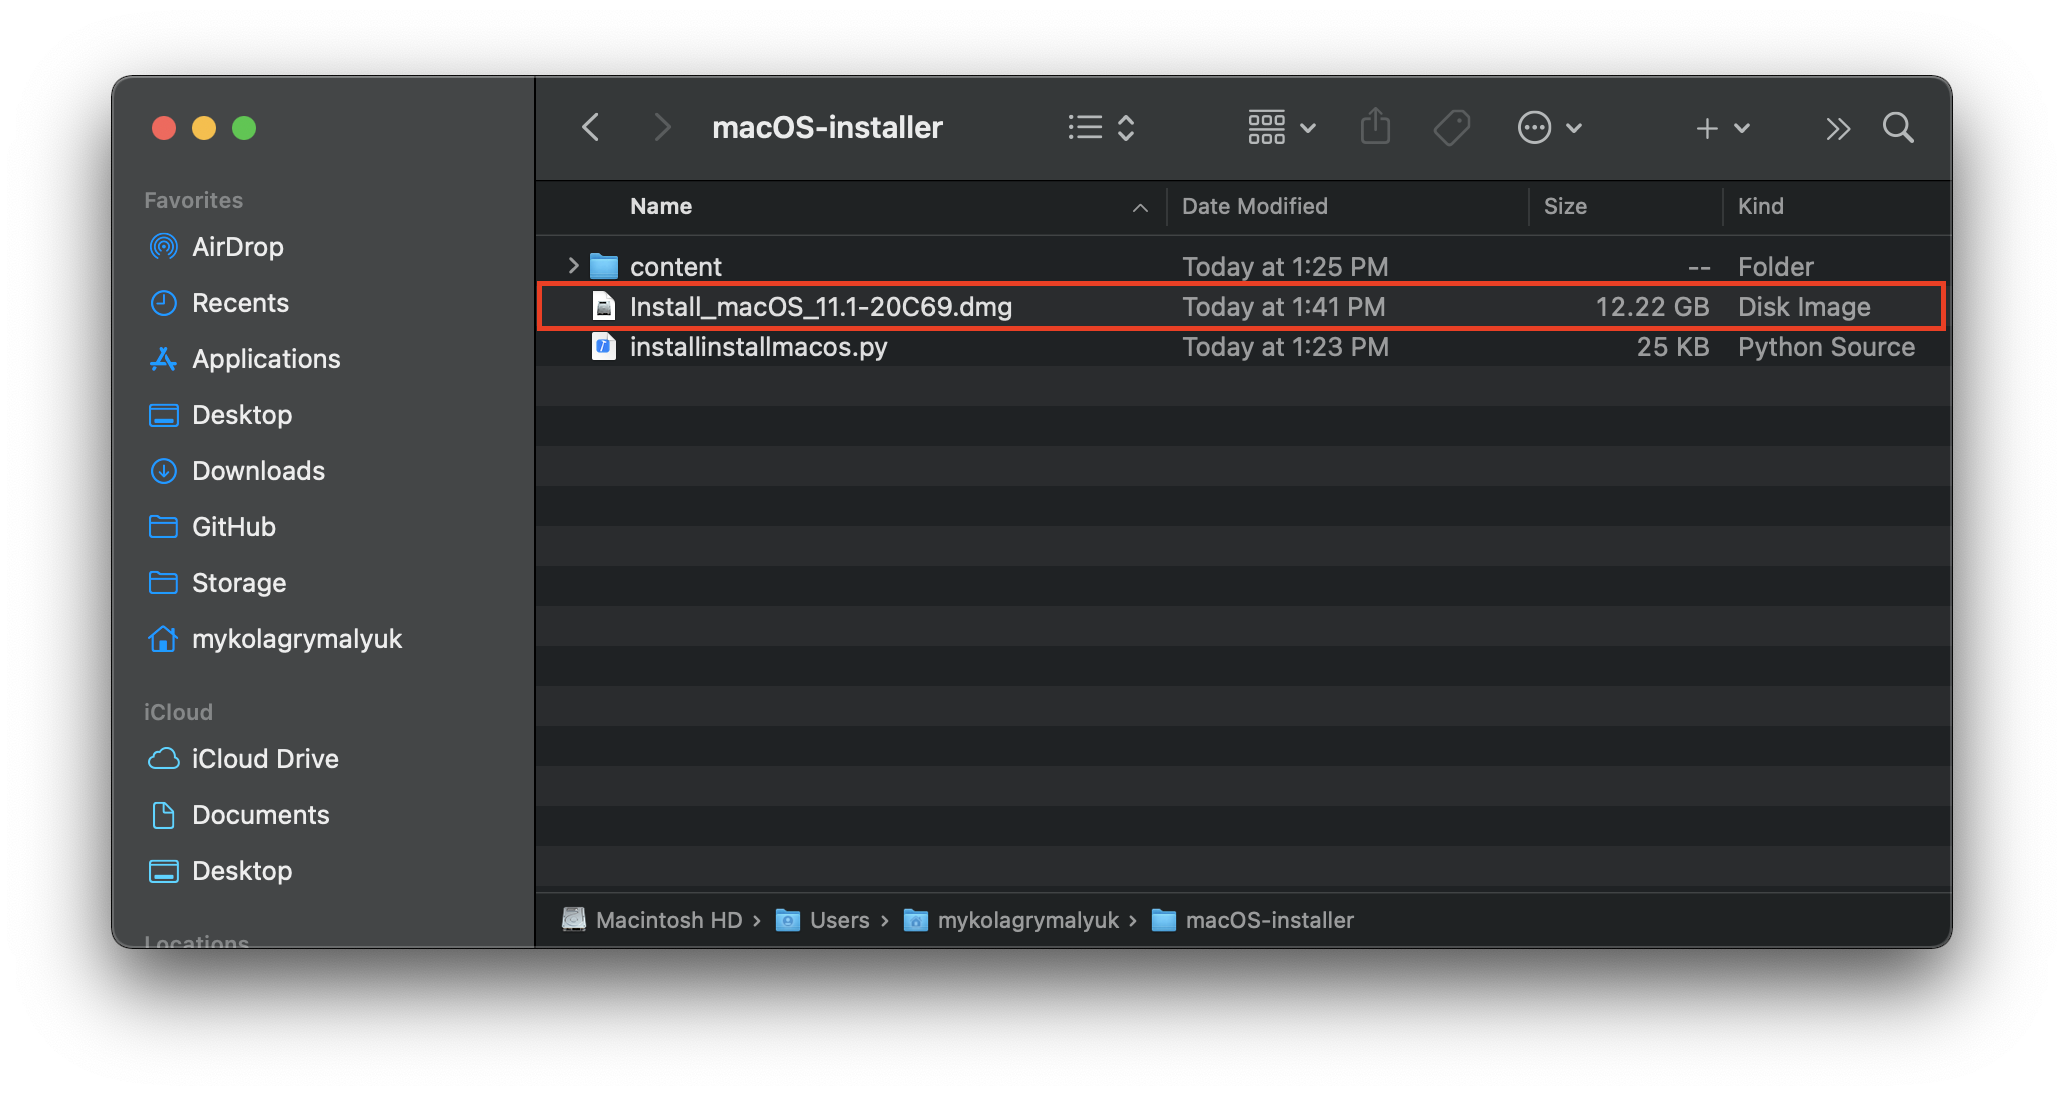 macOS-installer
Favorites
AirDrop
Recents
Applications
Desktop
Downloads
GitHub
Storage
mykolagrymalyuk
iCloud
iCloud Drive
Documents
Desktop
Locations
Name Date Modified Size Kind
content Today at 1:25 PM -- Folder
Install_macOS_11.1-20C69.dmg Today at 1:41 PM 12.22 GB Disk Image
installinstallmacos.py Today at 1:23 PM 25 KB Python Source
Macintosh HD › Users › mykolagrymalyuk › macOS-installer